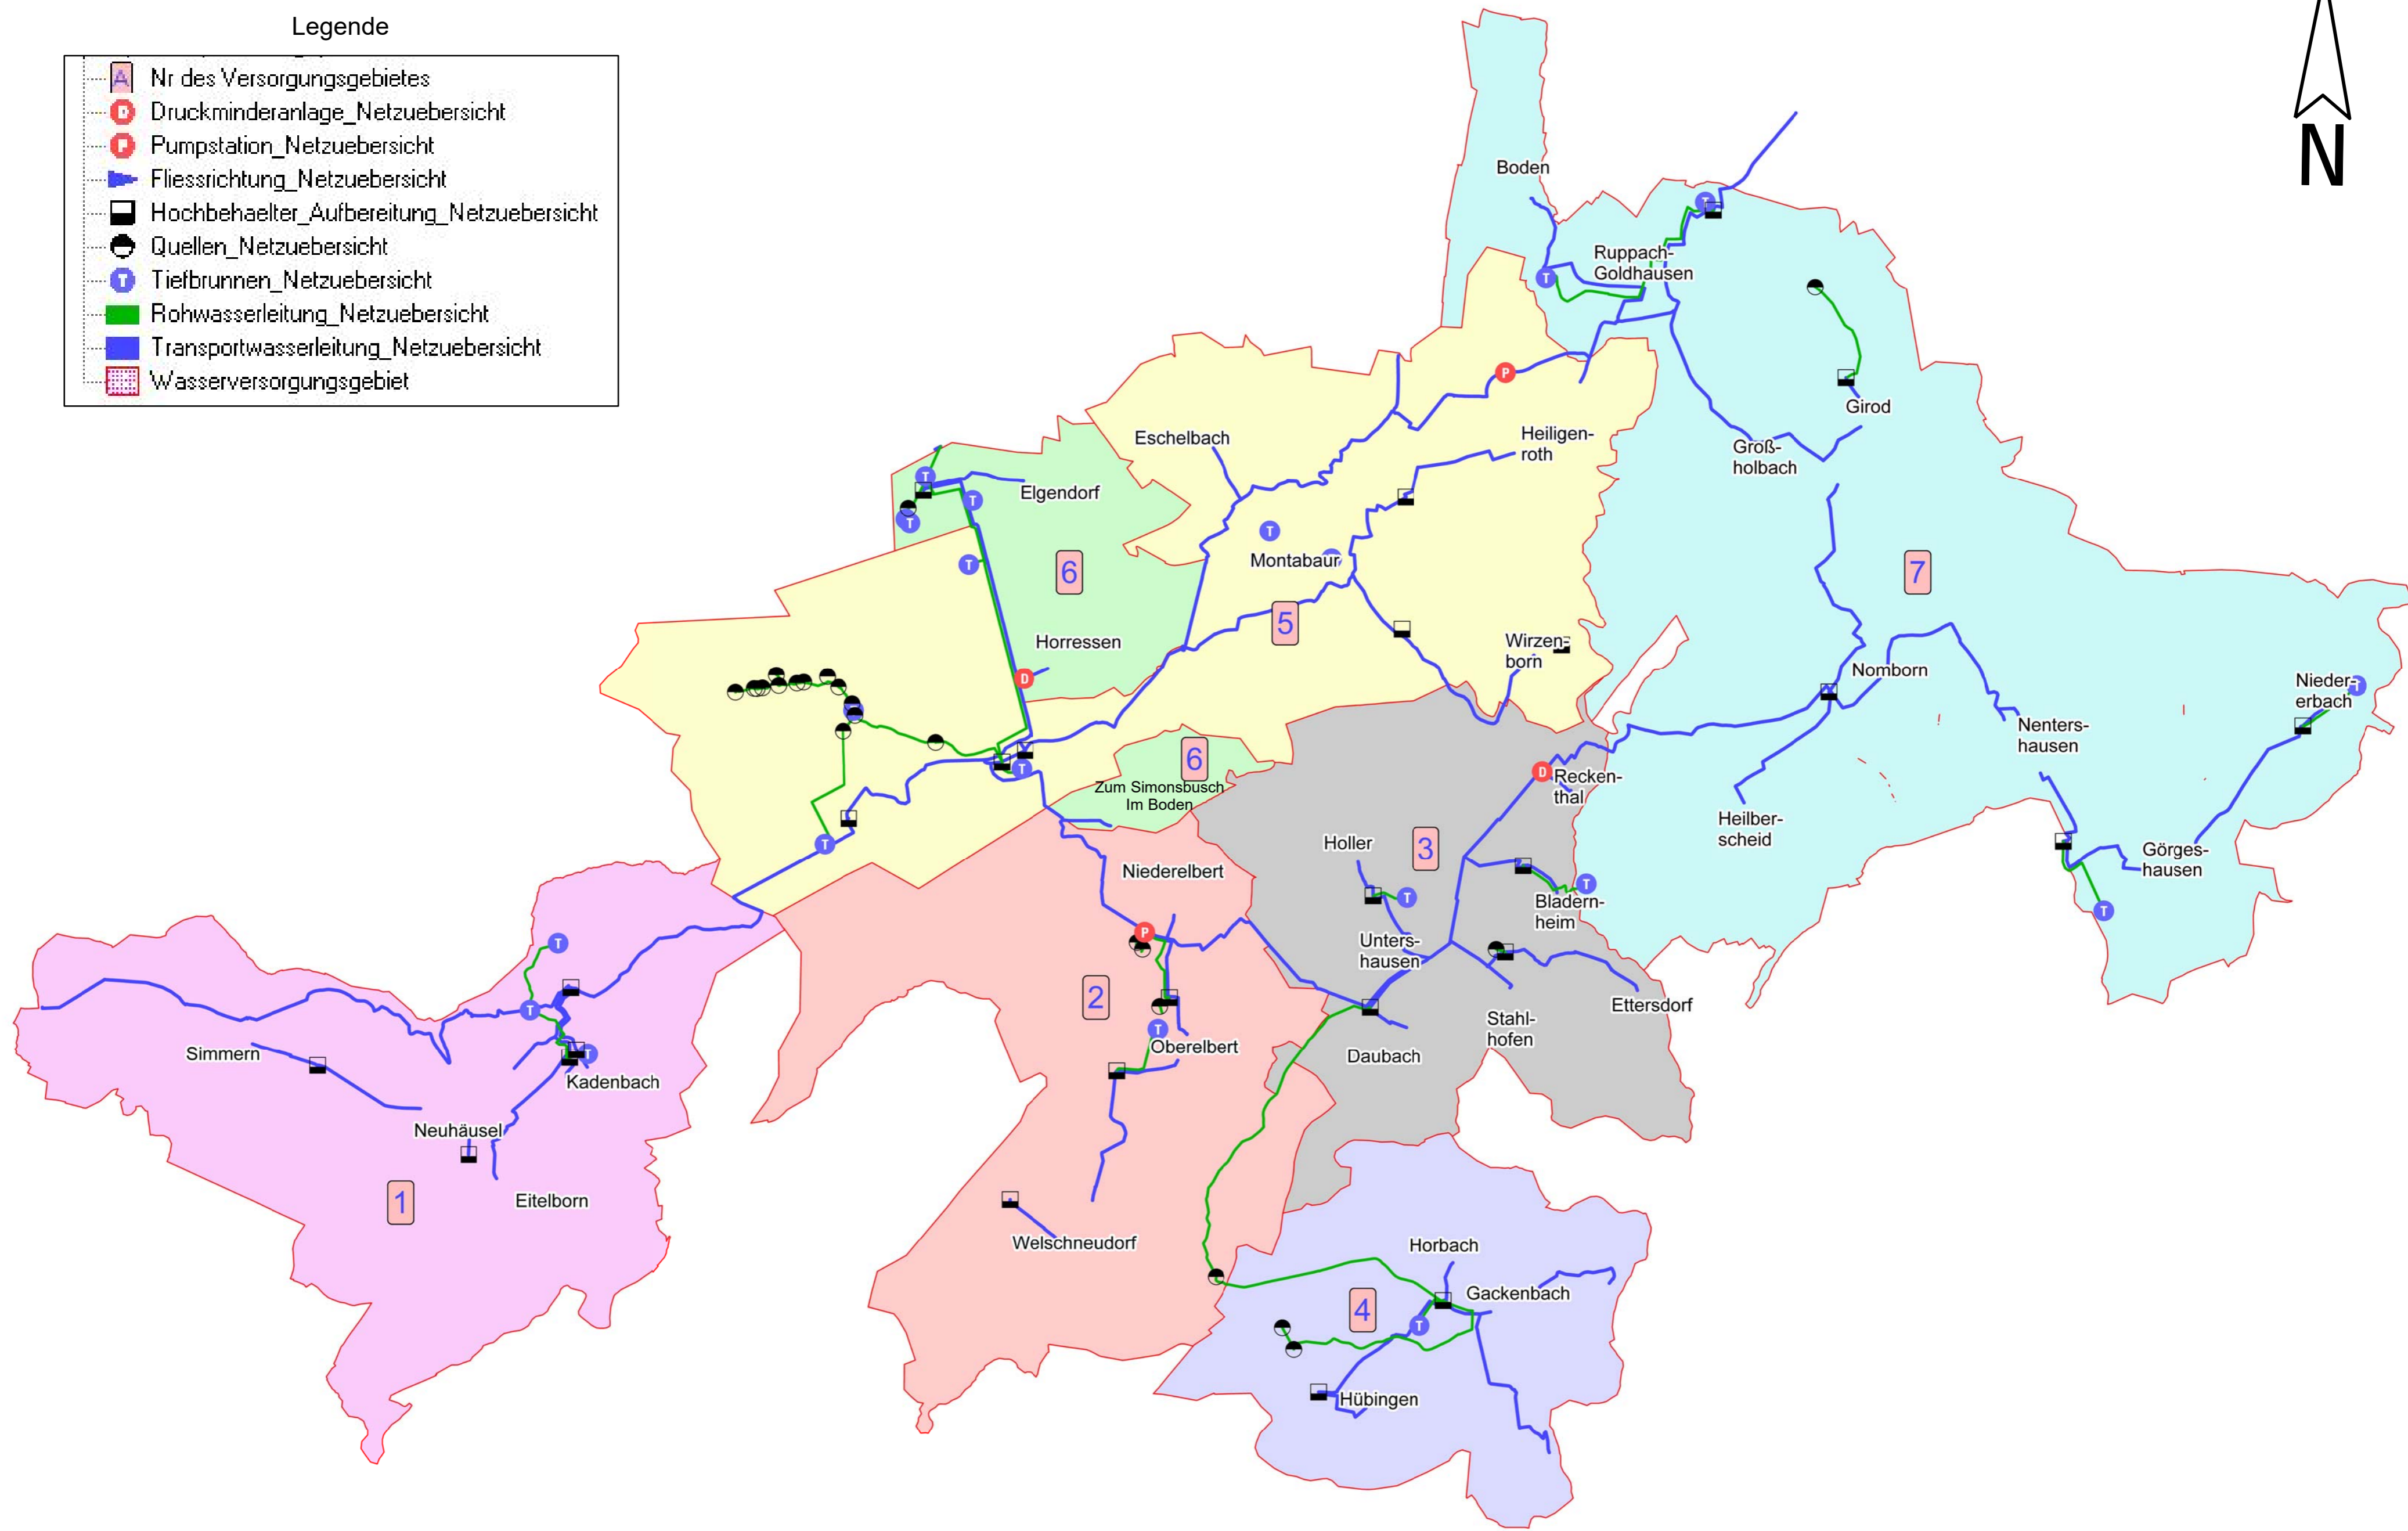 Legende
A Nr des Versorgungsgebietes
D Druckminderanlage_Netzuebersicht
P Pumpstation_Netzuebersicht
Fliessrichtung_Netzuebersicht
Hochbehaelter_Aufbereitung_Netzuebersicht
Quellen_Netzuebersicht
T Tiefbrunnen_Netzuebersicht
Rohwasserleitung_Netzuebersicht
Transportwasserleitung_Netzuebersicht
Wasserversorgungsgebiet
N
Boden
T
Ruppach-
Goldhausen
T
P
Girod
Eschelbach
Heiligen-
roth
Groß-
holbach
T
Elgendorf
T
T
T
Montabaur
T
6
7
5
Horressen
D
Wirzen-
born
Nomborn
Nieder-
erbach
T
Nenters-
hausen
6
Zum Simonsbusch
Im Boden
T
D
Recken-
thal
Heilber-
scheid
T
Holler
3
Görges-
hausen
Niederelbert
T
T
Bladern-
heim
T
P
Unters-
hausen
T
2
Ettersdorf
T
Stahl-
hofen
T
Oberelbert
Daubach
Simmern
T
Kadenbach
Neuhäusel
1
Eitelborn
Welschneudorf
Horbach
Gackenbach
4
T
Hübingen